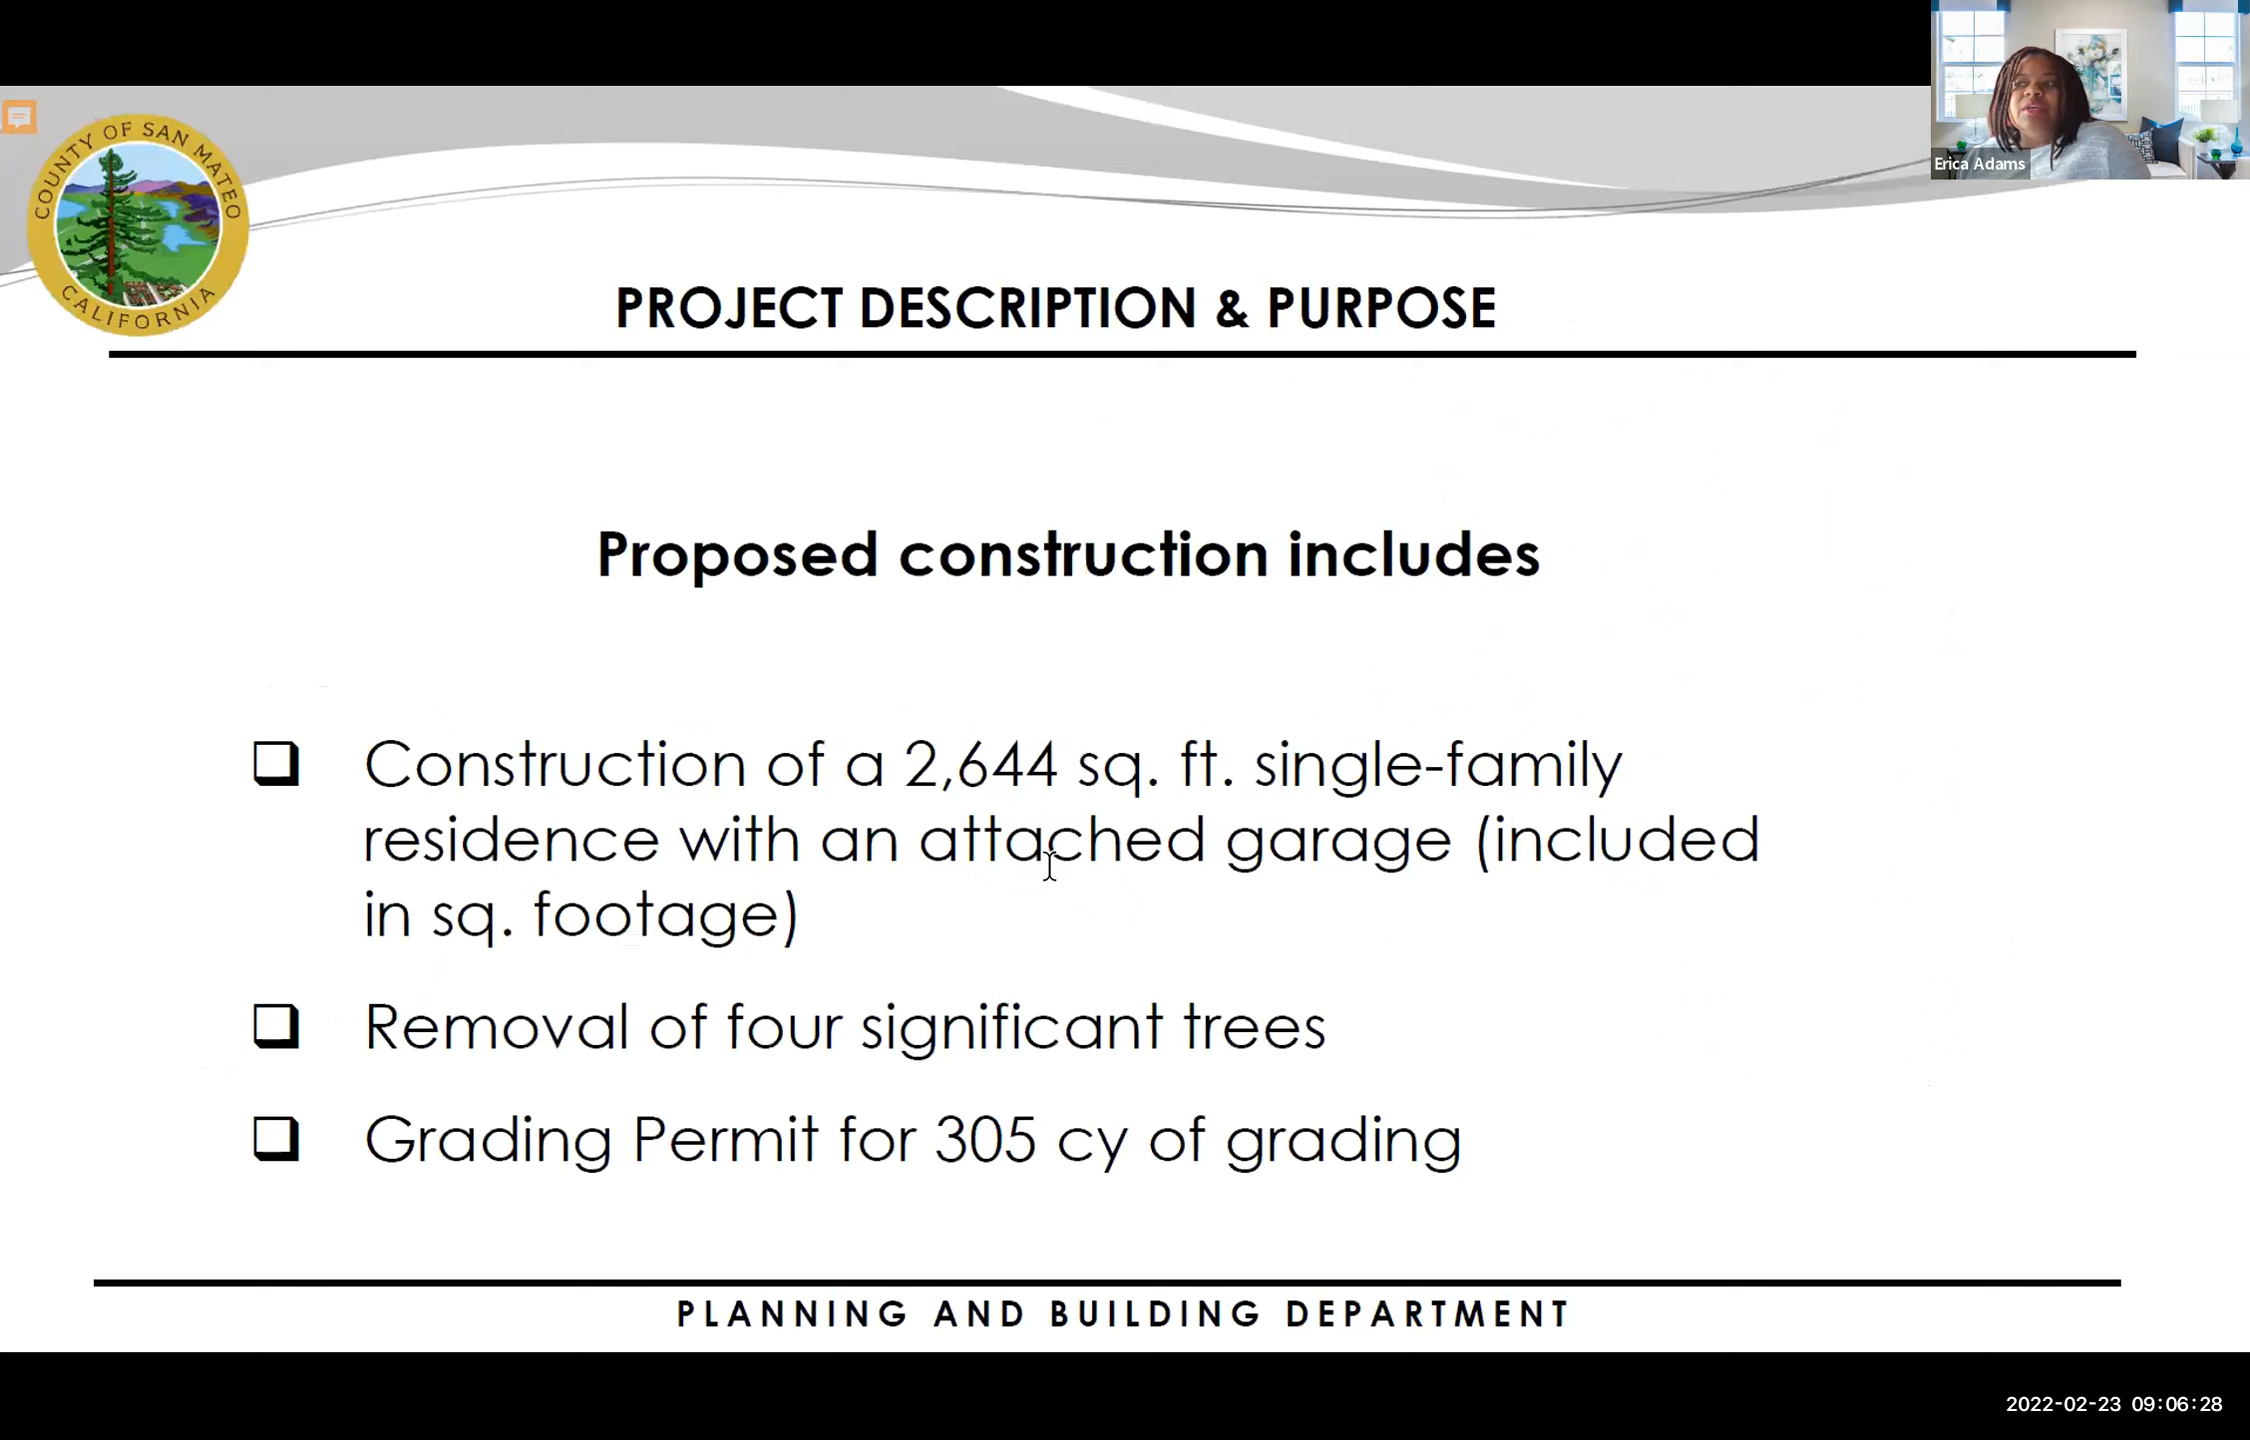 Erica Adams
COUNTY OF SAN MATEO
CALIFORNIA
PROJECT DESCRIPTION & PURPOSE
Proposed construction includes
Construction of a 2,644 sq. ft. single-family
residence with an attached garage (included
in sq. footage)
Removal of four significant trees
Grading Permit for 305 cy of grading
PLANNING AND BUILDING DEPARTMENT
2022-02-23 09:06:28